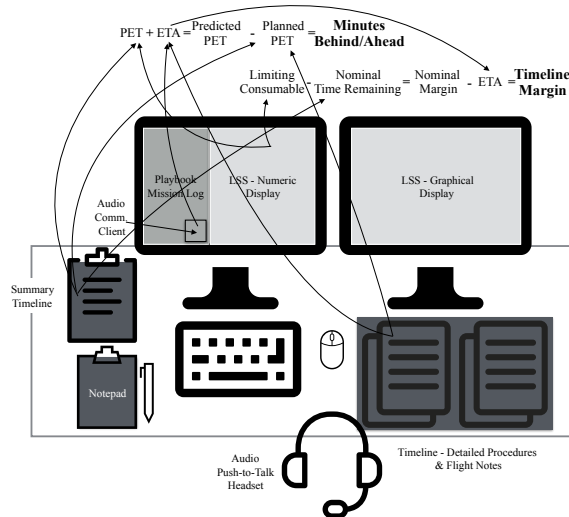 Predicted Planned Minutes
PET + ETA = PET - PET = Behind/Ahead
Limiting Nominal Nominal Timeline
Consumable - Time Remaining = Margin - ETA = Margin
Playbook
Mission Log
LSS - Numeric
Display
LSS - Graphical
Display
Audio
Comm
Client
Summary
Timeline
Notepad
Audio
Push-to-Talk
Headset
Timeline - Detailed Procedures
& Flight Notes